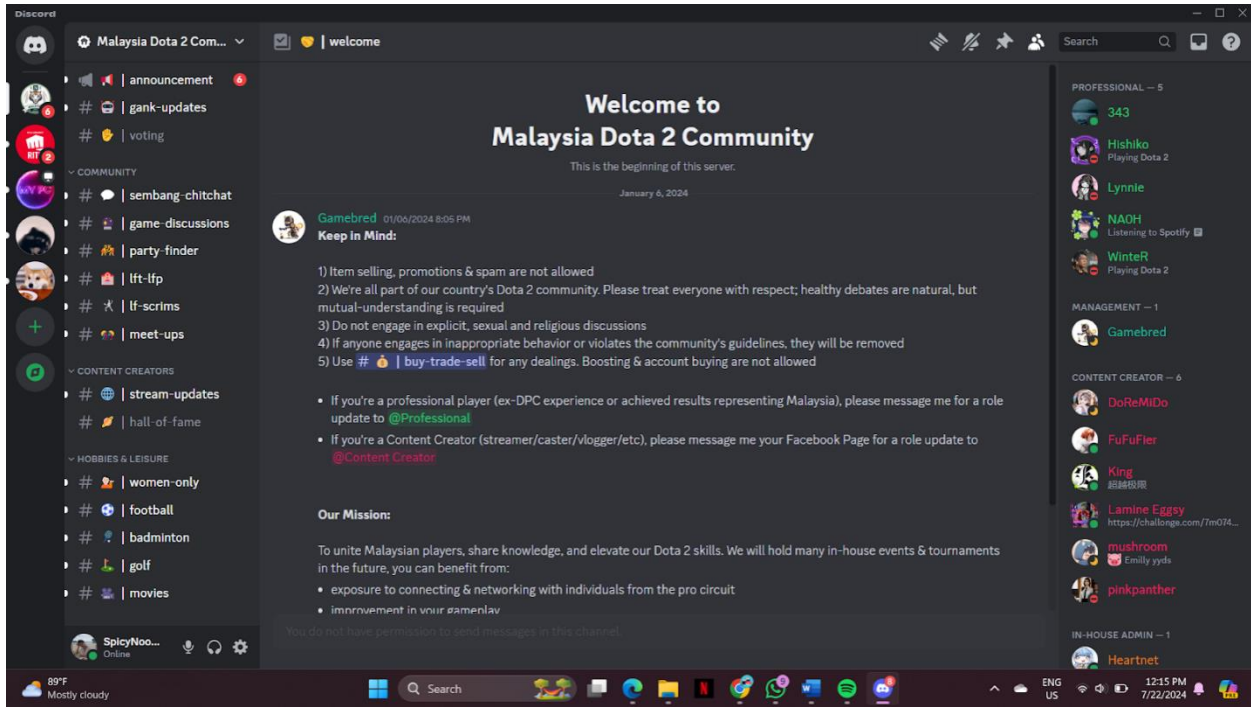 Discord
Malaysia Dota 2 Com...
| announcement 6
| gank-updates
| voting
COMMUNITY
| sembang-chitchat
| game-discussions
| party-finder
| lft-lfp
| lf-scrims
| meet-ups
CONTENT CREATORS
| stream-updates
| hall-of-fame
HOBBIES & LEISURE
| women-only
| football
| badminton
| golf
| movies
SpicyNoo...
Online
6
RIT 2
MY PC
| welcome
Search
Welcome to
Malaysia Dota 2 Community
This is the beginning of this server.
January 6, 2024
Gamebred 01/06/2024 8:05 PM
Keep in Mind:
1) Item selling, promotions & spam are not allowed
2) We're all part of our country's Dota 2 community. Please treat everyone with respect; healthy debates are natural, but
mutual-understanding is required
3) Do not engage in explicit, sexual and religious discussions
4) If anyone engages in inappropriate behavior or violates the community's guidelines, they will be removed
5) Use # | buy-trade-sell for any dealings. Boosting & account buying are not allowed
• If you're a professional player (ex-DPC experience or achieved results representing Malaysia), please message me for a role
update to @Professional
• If you're a Content Creator (streamer/caster/vlogger/etc), please message me your Facebook Page for a role update to
@Content Creator
Our Mission:
To unite Malaysian players, share knowledge, and elevate our Dota 2 skills. We will hold many in-house events & tournaments
in the future, you can benefit from:
• exposure to connecting & networking with individuals from the pro circuit
• improvement in your gameplay
You do not have permission to send messages in this channel.
PROFESSIONAL — 5
343
Hishiko
Playing Dota 2
Lynnie
NAOH
Listening to Spotify
WinteR
Playing Dota 2
MANAGEMENT — 1
Gamebred
CONTENT CREATOR — 6
DoReMiDo
FuFuFier
King
超越极限
Lamine Eggsy
https://challonge.com/7m074...
mushroom
Emilly yyds
pinkpanther
IN-HOUSE ADMIN — 1
Heartnet
89°F
Mostly cloudy
Search
9
ENG
US
12:15 PM
7/22/2024
PRE